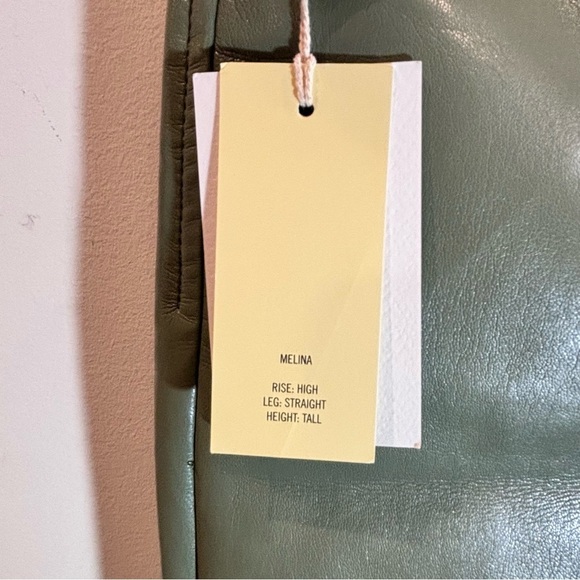 MELINA
RISE: HIGH
LEG: STRAIGHT
HEIGHT: TALL